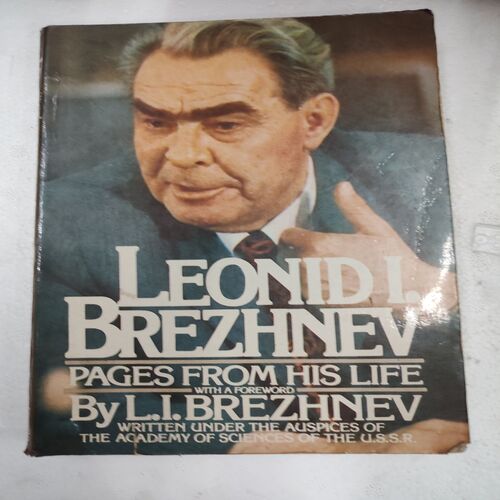 LEONID I.
BREZHNEV
PAGES FROM HIS LIFE
WITH A FOREWORD
By L.I. BREZHNEV
WRITTEN UNDER THE AUSPICES OF
THE ACADEMY OF SCIENCES OF THE U.S.S.R.